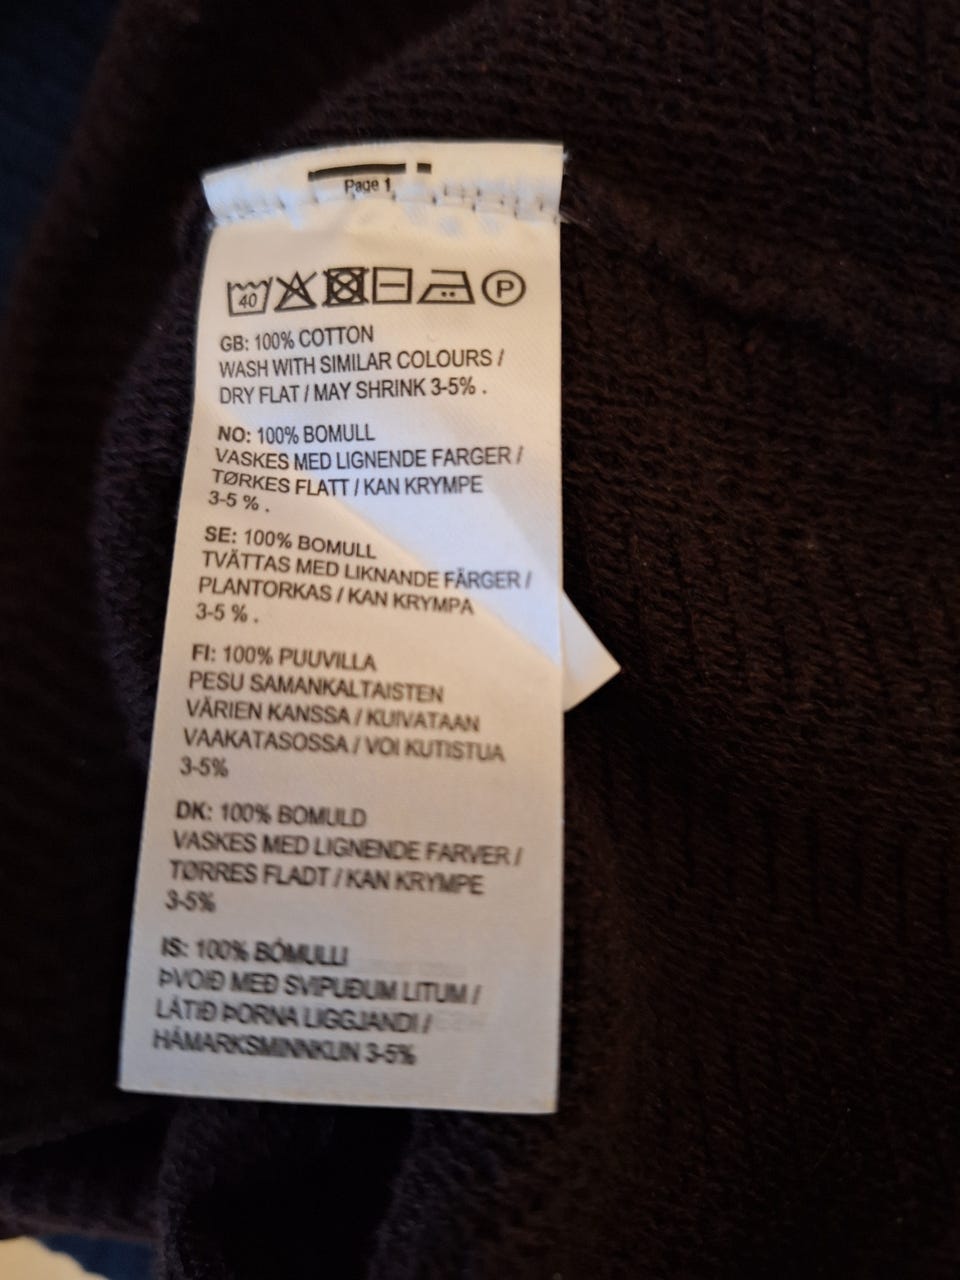 Page 1
40 P
GB: 100% COTTON
WASH WITH SIMILAR COLOURS /
DRY FLAT / MAY SHRINK 3-5% .
NO: 100% BOMULL
VASKES MED LIGNENDE FARGER /
TØRKES FLATT / KAN KRYMPE
3-5 % .
SE: 100% BOMULL
TVÄTTAS MED LIKNANDE FÄRGER /
PLANTORKAS / KAN KRYMPA
3-5 % .
FI: 100% PUUVILLA
PESU SAMANKALTAISTEN
VÄRIEN KANSSA / KUIVATAAN
VAAKATASOSSA / VOI KUTISTUA
3-5%
DK: 100% BOMULD
VASKES MED LIGNENDE FARVER /
TØRRES FLADT / KAN KRYMPE
3-5%
IS: 100% BÓMULLI
ÞVOIÐ MEÐ SVIPUÐUM LITUM /
LÁTIÐ ÞORNA LIGGJANDI /
HÁMARKSMINNKUN 3-5%